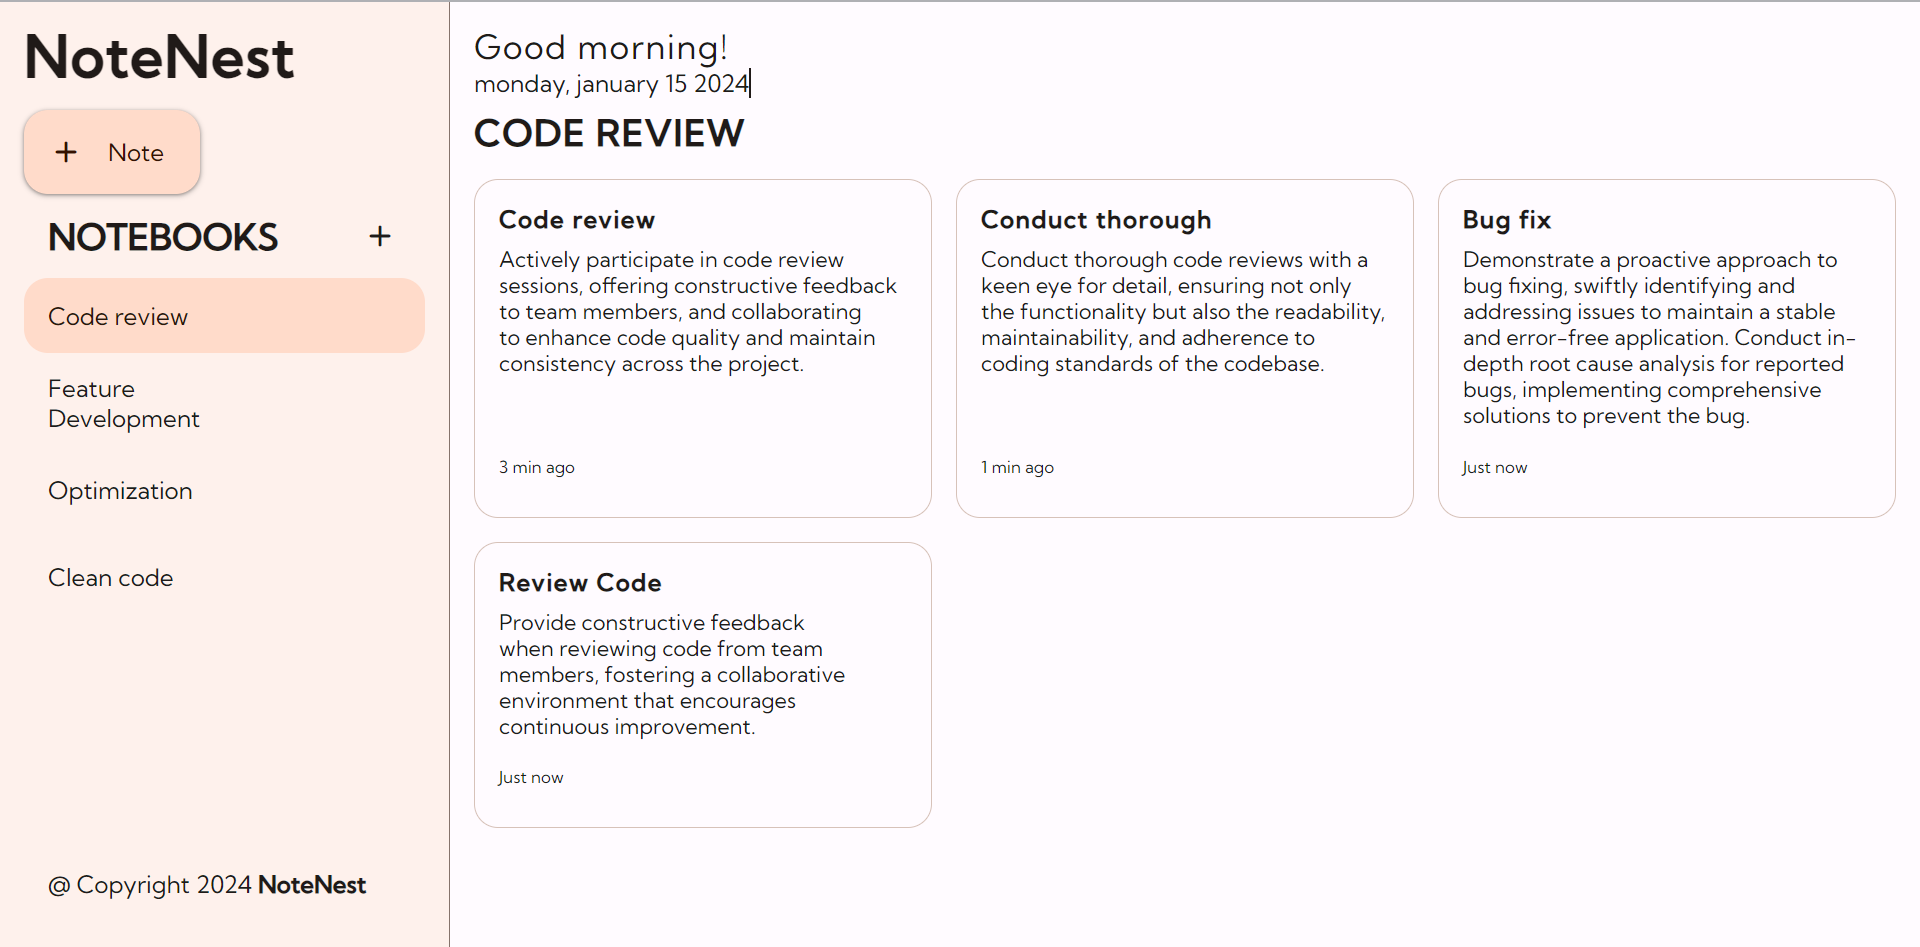 NoteNest
+ Note
NOTEBOOKS +
Code review
Feature
Development
Optimization
Clean code
@ Copyright 2024 NoteNest
Good morning!
monday, january 15 2024
CODE REVIEW
Code review
Actively participate in code review
sessions, offering constructive feedback
to team members, and collaborating
to enhance code quality and maintain
consistency across the project.
3 min ago
Conduct thorough
Conduct thorough code reviews with a
keen eye for detail, ensuring not only
the functionality but also the readability,
maintainability, and adherence to
coding standards of the codebase.
1 min ago
Bug fix
Demonstrate a proactive approach to
bug fixing, swiftly identifying and
addressing issues to maintain a stable
and error-free application. Conduct in-
depth root cause analysis for reported
bugs, implementing comprehensive
solutions to prevent the bug.
Just now
Review Code
Provide constructive feedback
when reviewing code from team
members, fostering a collaborative
environment that encourages
continuous improvement.
Just now